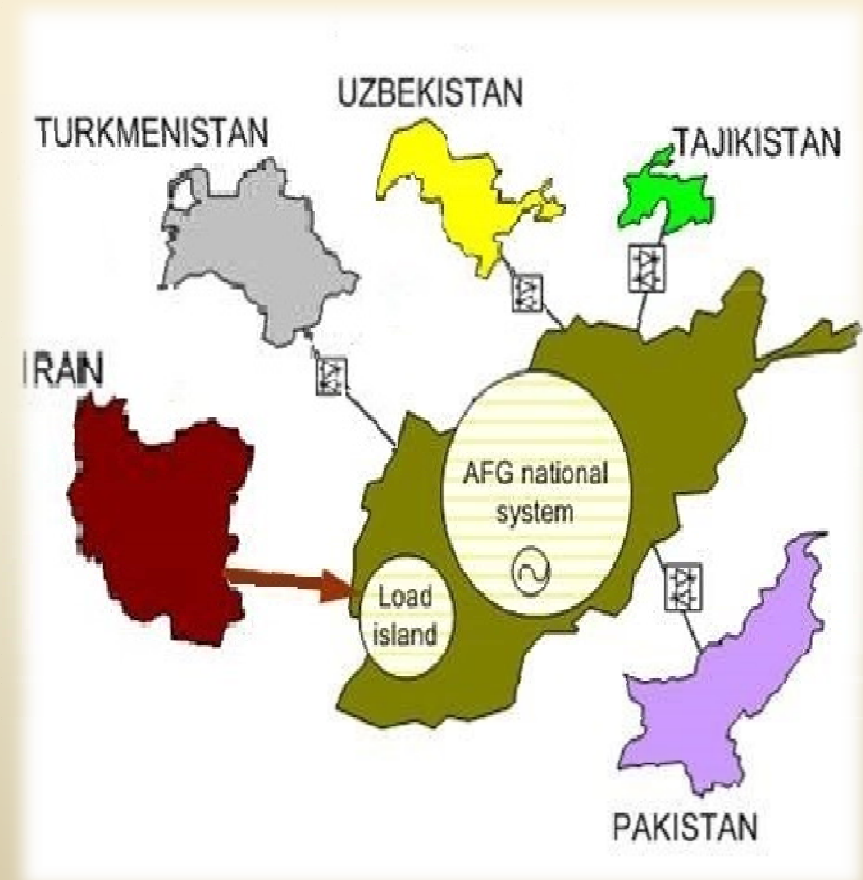 UZBEKISTAN
TURKMENISTAN
TAJIKISTAN
IRAN
AFG national
system
Load
island
PAKISTAN